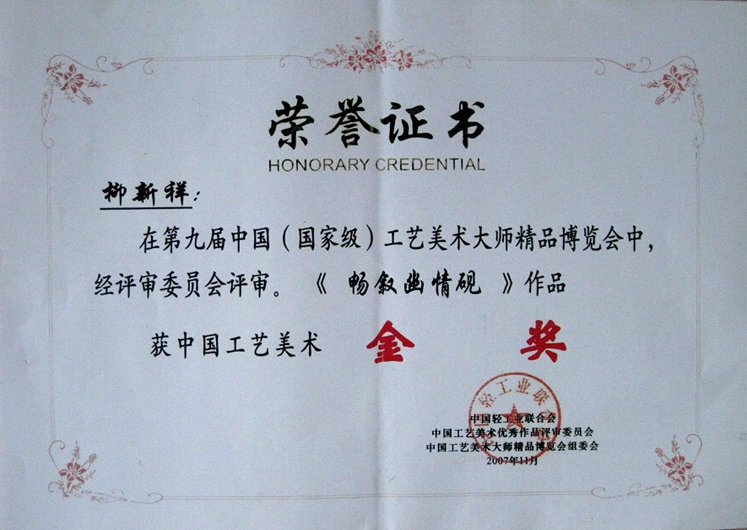 荣誉证书
HONORARY CREDENTIAL
柳新祥：
在第九届中国（国家级）工艺美术大师精品博览会中，
经评审委员会评审。《 畅叙幽情砚 》作品
获中国工艺美术 金 奖
中国轻工业联合会
中国工艺美术优秀作品评审委员会
中国工艺美术大师精品博览会组委会
2007年11月